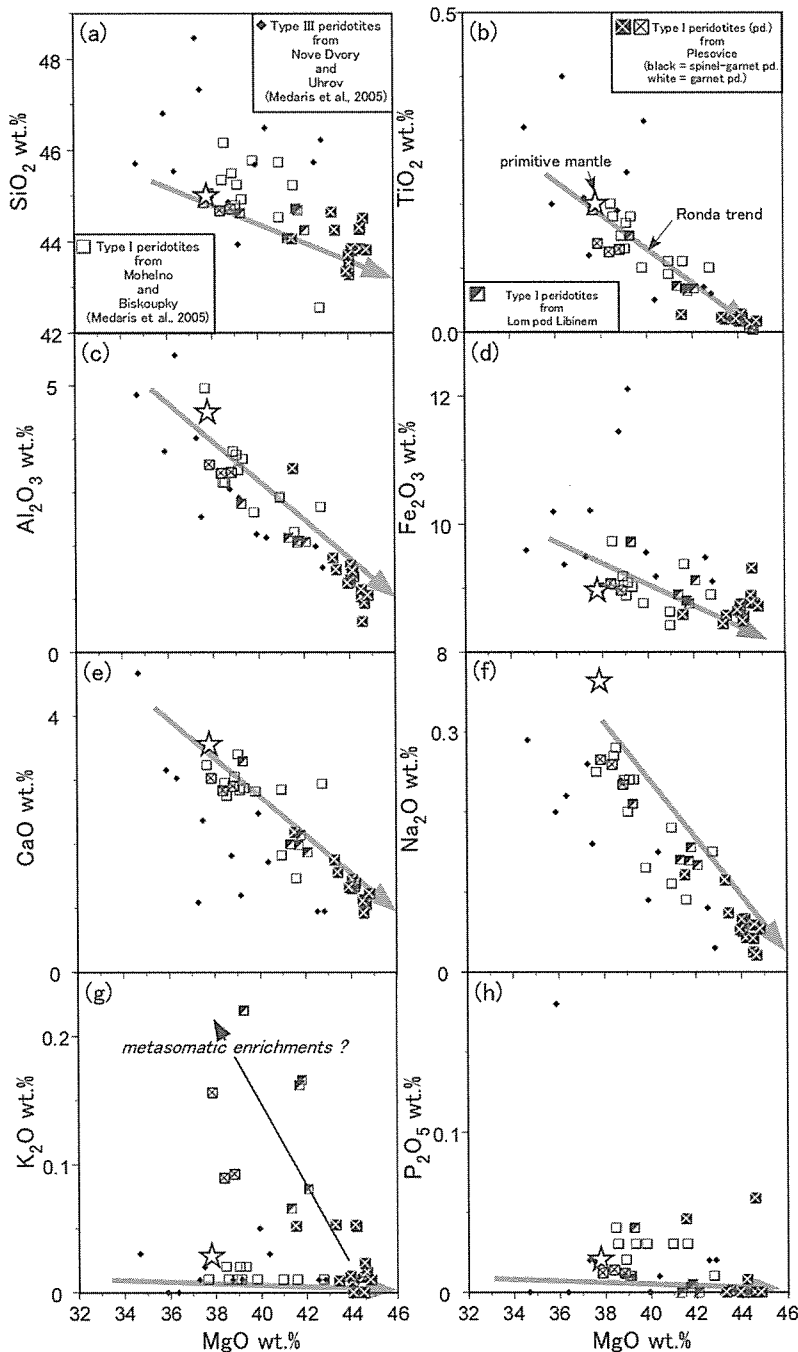 (a)
Type III peridotites
from
Nove Dvory
and
Uhrov
(Medaris et al., 2005)
Type I peridotites
from
Mohelno
and
Biskoupky
(Medaris et al., 2005)
SiO2 wt.%
48
46
44
42
(b)
Type I peridotites (pd.)
from
Plesovice
(black = spinel-garnet pd.
white = garnet pd.)
primitive mantle
Ronda trend
Type I peridotites
from
Lom pod Libinem
TiO2 wt.%
0.5
0.0
(c)
Al2O3 wt.%
5
0
(d)
Fe2O3 wt.%
12
10
8
(e)
CaO wt.%
4
0
(f)
Na2O wt.%
0.3
0
(g)
metasomatic enrichments ?
K2O wt.%
0.2
0.1
0
32 34 36 38 40 42 44 46
MgO wt.%
(h)
P2O5 wt.%
0.1
0
32 34 36 38 40 42 44 46
MgO wt.%